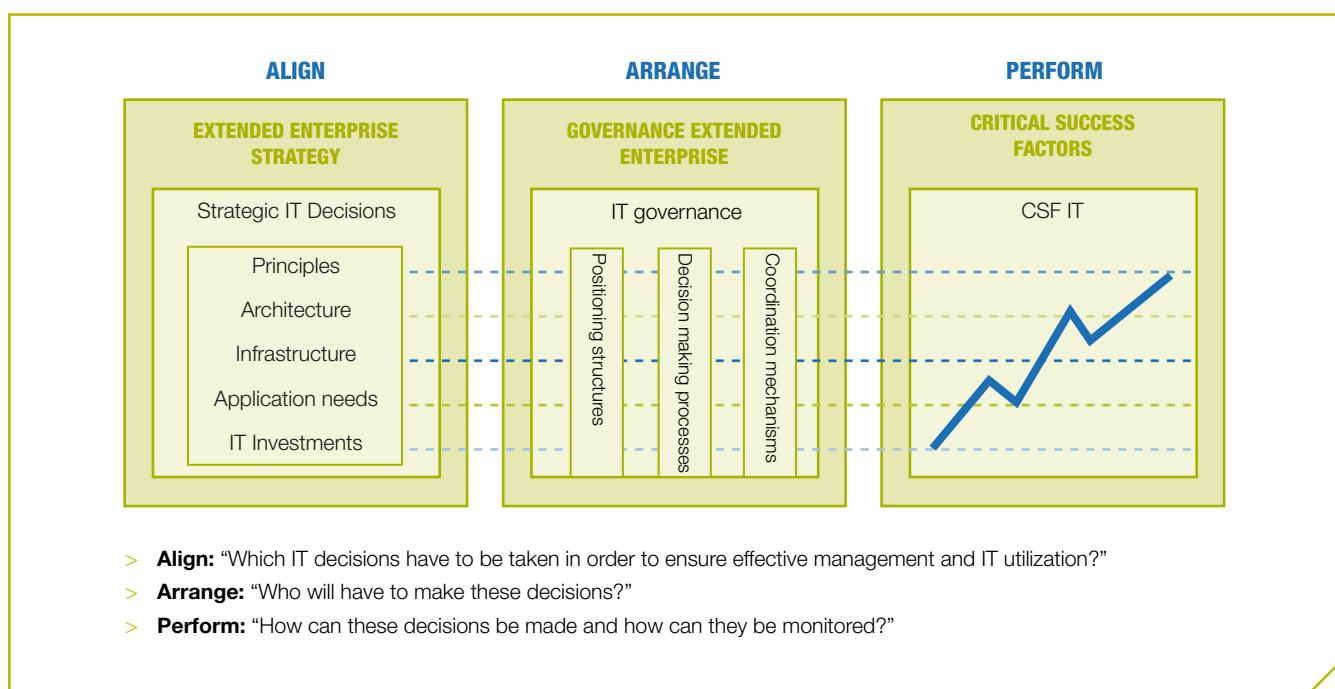 ALIGN
ARRANGE
PERFORM
EXTENDED ENTERPRISE
STRATEGY
GOVERNANCE EXTENDED
ENTERPRISE
CRITICAL SUCCESS
FACTORS
Strategic IT Decisions
IT governance
CSF IT
Principles
Architecture
Infrastructure
Application needs
IT Investments
Positioning structures
Decision making processes
Coordination mechanisms
> Align: “Which IT decisions have to be taken in order to ensure effective management and IT utilization?”
> Arrange: “Who will have to make these decisions?”
> Perform: “How can these decisions be made and how can they be monitored?”